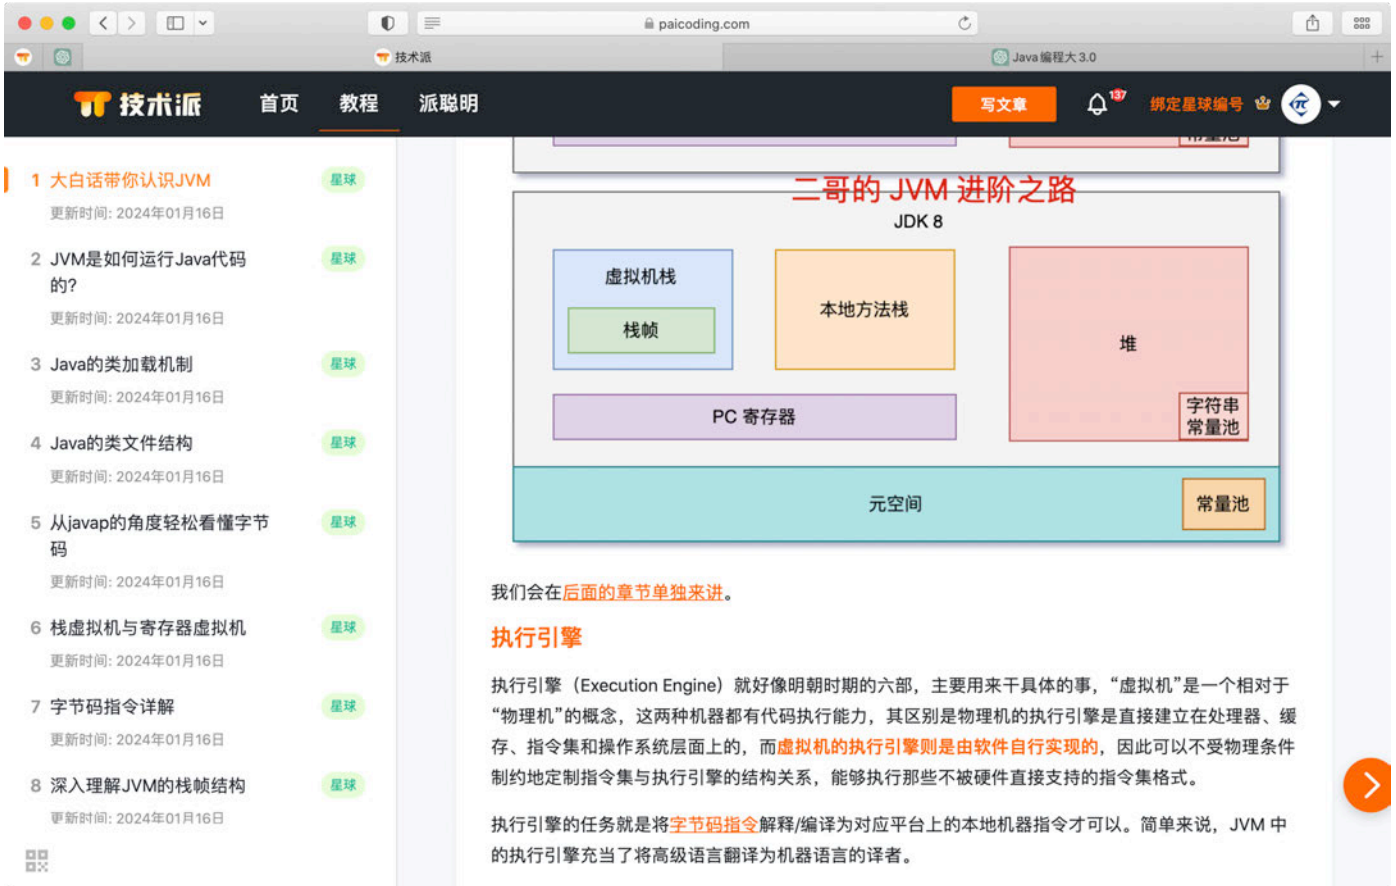 paicoding.com
技术派
Java 编程大 3.0
技术派
首页
教程
派聪明
写文章
137
绑定星球编号
1 大白话带你认识JVM
星球
更新时间: 2024年01月16日
2 JVM是如何运行Java代码
的?
星球
更新时间: 2024年01月16日
3 Java的类加载机制
星球
更新时间: 2024年01月16日
4 Java的类文件结构
星球
更新时间: 2024年01月16日
5 从javap的角度轻松看懂字节
码
星球
更新时间: 2024年01月16日
6 栈虚拟机与寄存器虚拟机
星球
更新时间: 2024年01月16日
7 字节码指令详解
星球
更新时间: 2024年01月16日
8 深入理解JVM的栈帧结构
星球
更新时间: 2024年01月16日
常量池
二哥的 JVM 进阶之路
JDK 8
虚拟机栈
栈帧
本地方法栈
堆
字符串
常量池
PC 寄存器
元空间
常量池
我们会在后面的章节单独来讲。
执行引擎
执行引擎（Execution Engine）就好像明朝时期的六部，主要用来干具体的事，“虚拟机”是一个相对于
“物理机”的概念，这两种机器都有代码执行能力，其区别是物理机的执行引擎是直接建立在处理器、缓
存、指令集和操作系统层面上的，而虚拟机的执行引擎则是由软件自行实现的，因此可以不受物理条件
制约地定制指令集与执行引擎的结构关系，能够执行那些不被硬件直接支持的指令集格式。
执行引擎的任务就是将字节码指令解释/编译为对应平台上的本地机器指令才可以。简单来说，JVM 中
的执行引擎充当了将高级语言翻译为机器语言的译者。